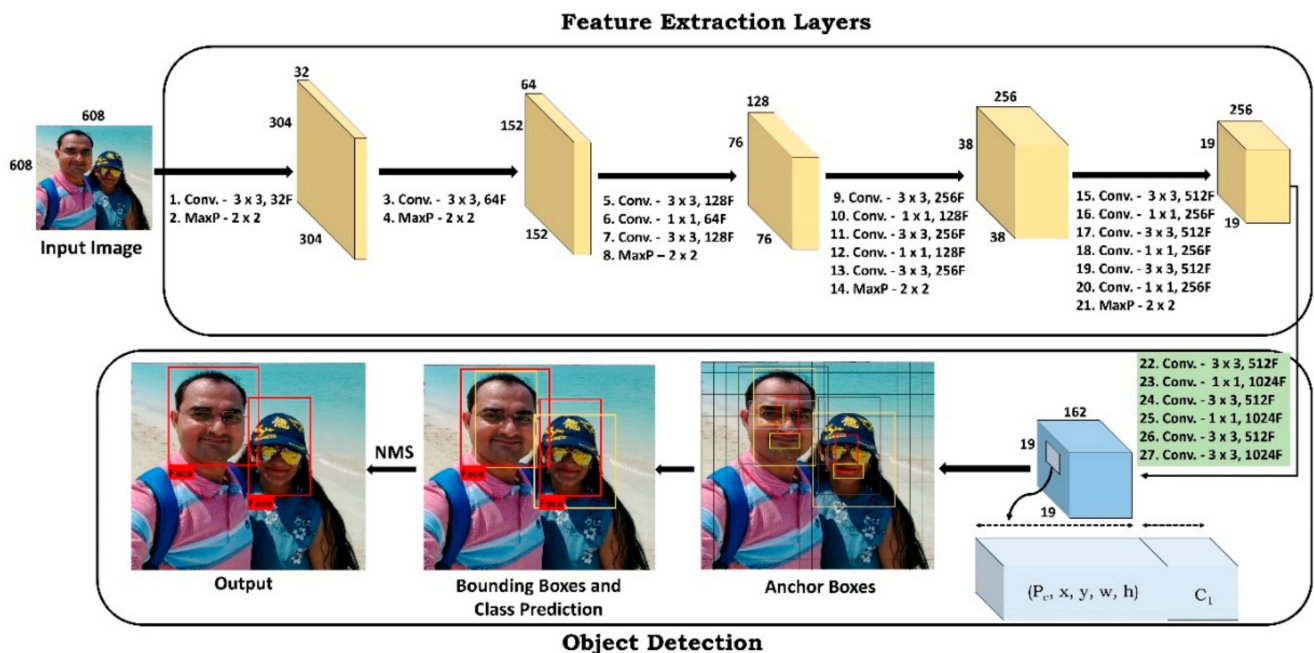 Feature Extraction Layers
608
608
Input Image
1. Conv. - 3 x 3, 32F
2. MaxP - 2 x 2
32
304
304
3. Conv. - 3 x 3, 64F
4. MaxP - 2 x 2
64
152
152
5. Conv. - 3 x 3, 128F
6. Conv. - 1 x 1, 64F
7. Conv. - 3 x 3, 128F
8. MaxP – 2 x 2
128
76
76
9. Conv. - 3 x 3, 256F
10. Conv. - 1 x 1, 128F
11. Conv. - 3 x 3, 256F
12. Conv. - 1 x 1, 128F
13. Conv. - 3 x 3, 256F
14. MaxP - 2 x 2
256
38
38
15. Conv. - 3 x 3, 512F
16. Conv. - 1 x 1, 256F
17. Conv. - 3 x 3, 512F
18. Conv. - 1 x 1, 256F
19. Conv. - 3 x 3, 512F
20. Conv. - 1 x 1, 256F
21. MaxP - 2 x 2
256
19
19
22. Conv. - 3 x 3, 512F
23. Conv. - 1 x 1, 1024F
24. Conv. - 3 x 3, 512F
25. Conv. - 1 x 1, 1024F
26. Conv. - 3 x 3, 512F
27. Conv. - 3 x 3, 1024F
162
19
19
(Pc, x, y, w, h)
C1
Anchor Boxes
Face
Face
Bounding Boxes and
Class Prediction
NMS
Face
Face
Output
Object Detection